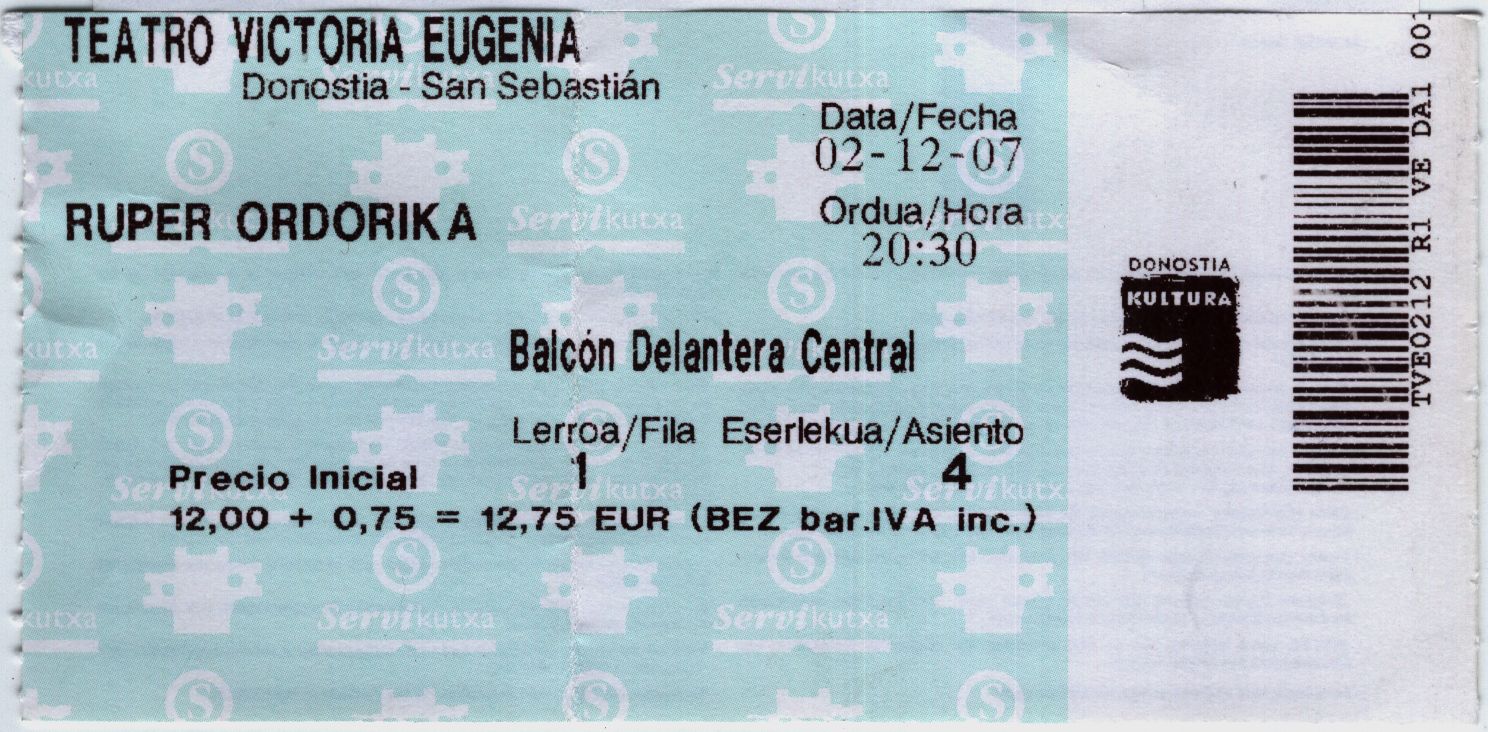 TEATRO VICTORIA EUGENIA
Donostia - San Sebastián
Data/Fecha
02-12-07
RUPER ORDORIKA
Ordua/Hora
20:30
Balcón Delantera Central
Lerroa/Fila Eserlekua/Asiento
1 4
Precio Inicial
12,00 + 0,75 = 12,75 EUR (BEZ bar.IVA inc.)
DONOSTIA
KULTURA
TVE0212 R1 VE DA1
Servikutxa